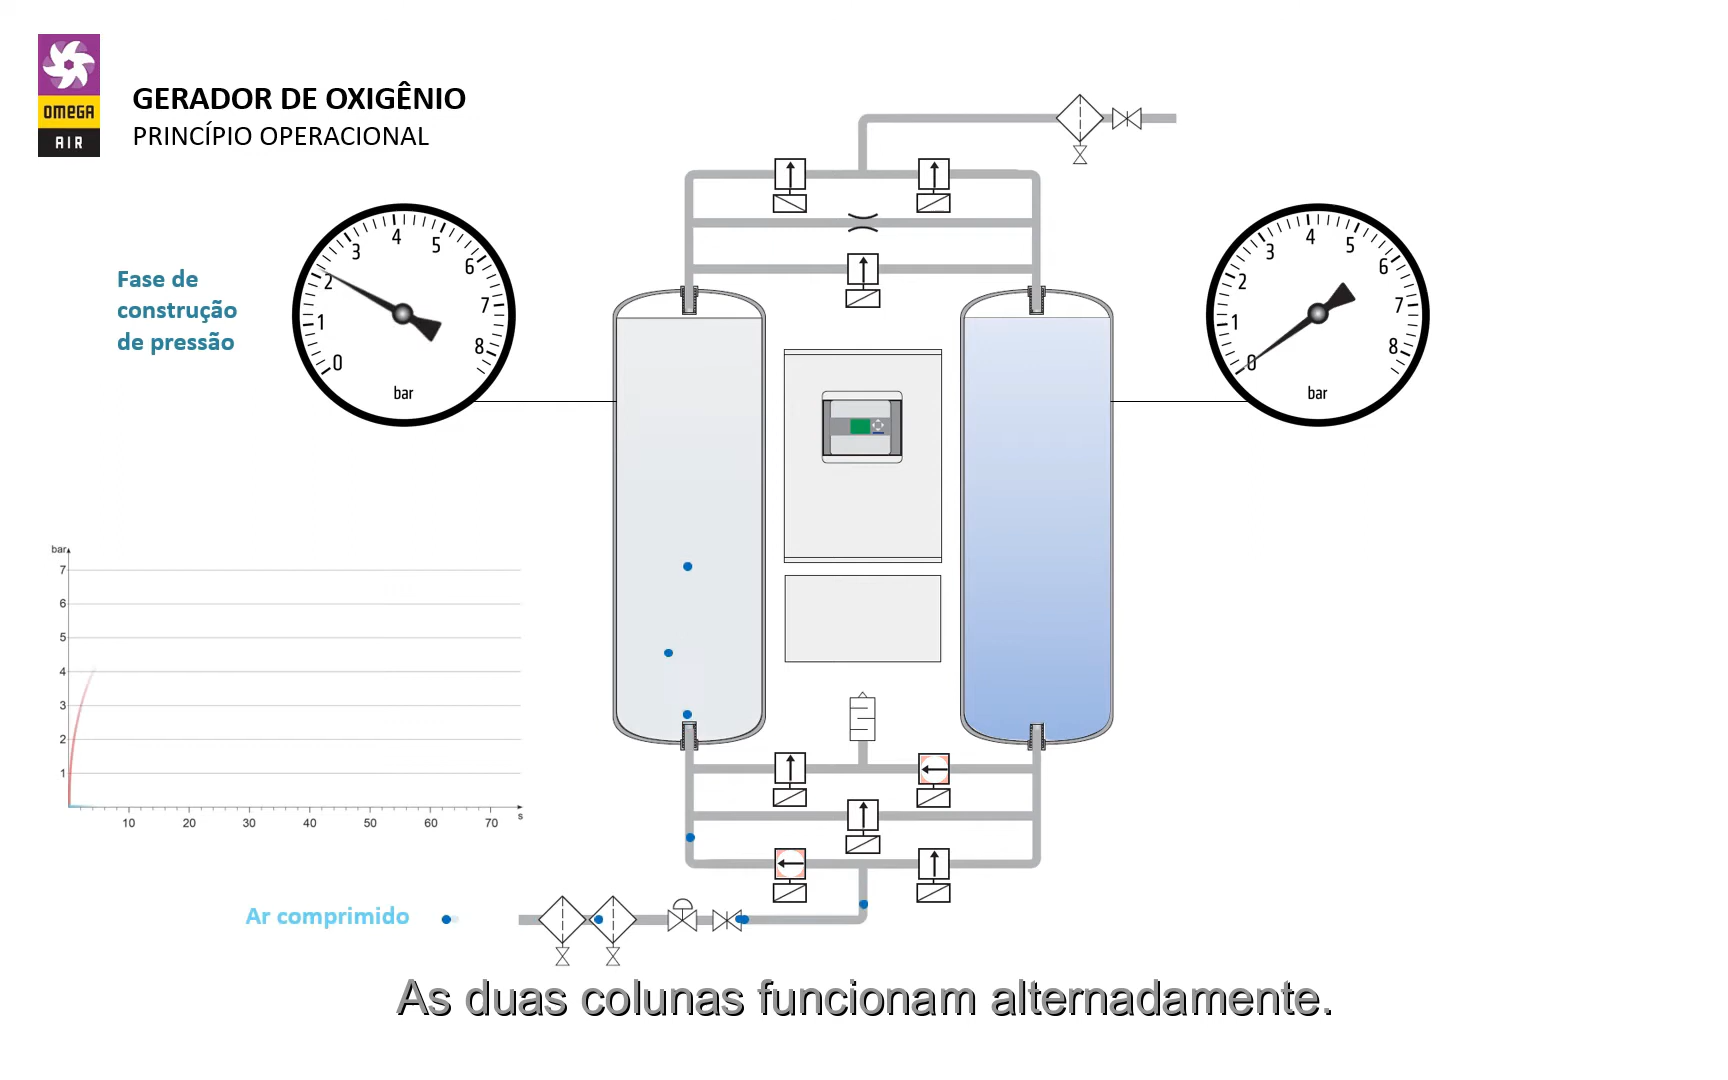 OMEGA
AIR
GERADOR DE OXIGÊNIO
PRINCÍPIO OPERACIONAL
Fase de
construção
de pressão
0
1
2
3
4
5
6
7
8
bar
0
1
2
3
4
5
6
7
8
bar
bar
7
6
5
4
3
2
1
10 20 30 40 50 60 70 s
Ar comprimido
As duas colunas funcionam alternadamente.